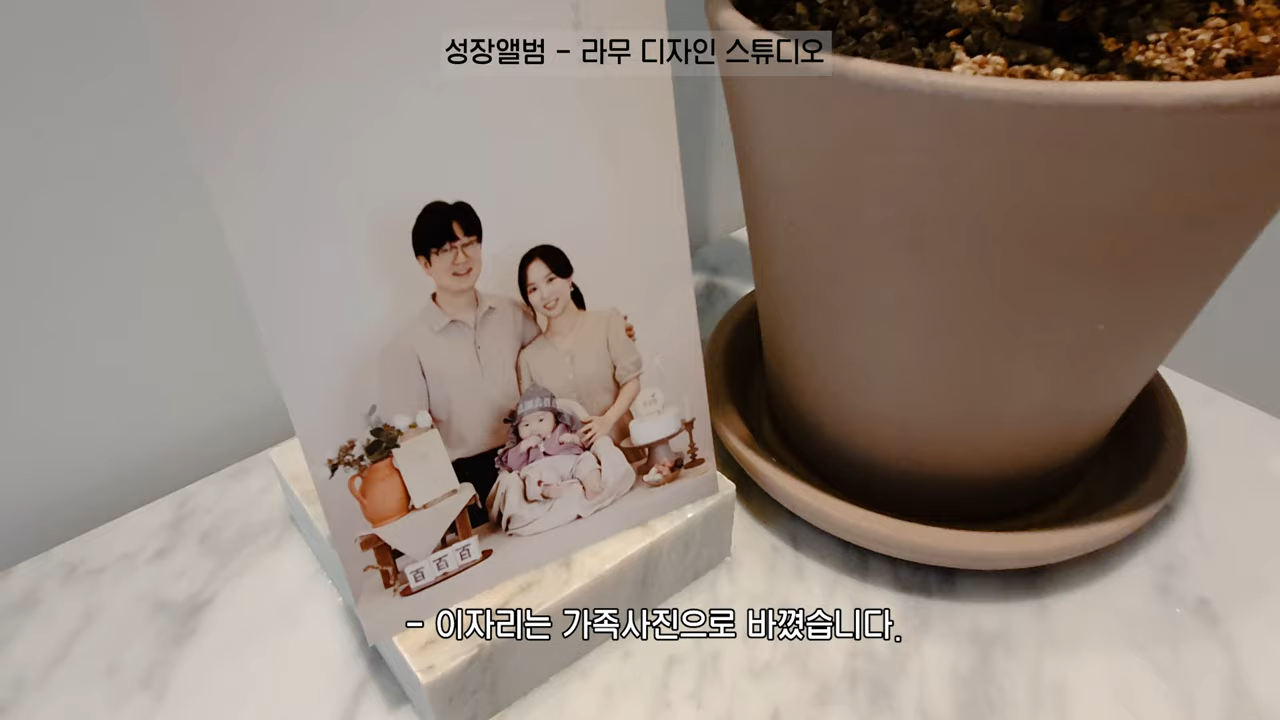 성장앨범 - 라무 디자인 스튜디오
百 百 百
- 이자리는 가족사진으로 바꼈습니다.